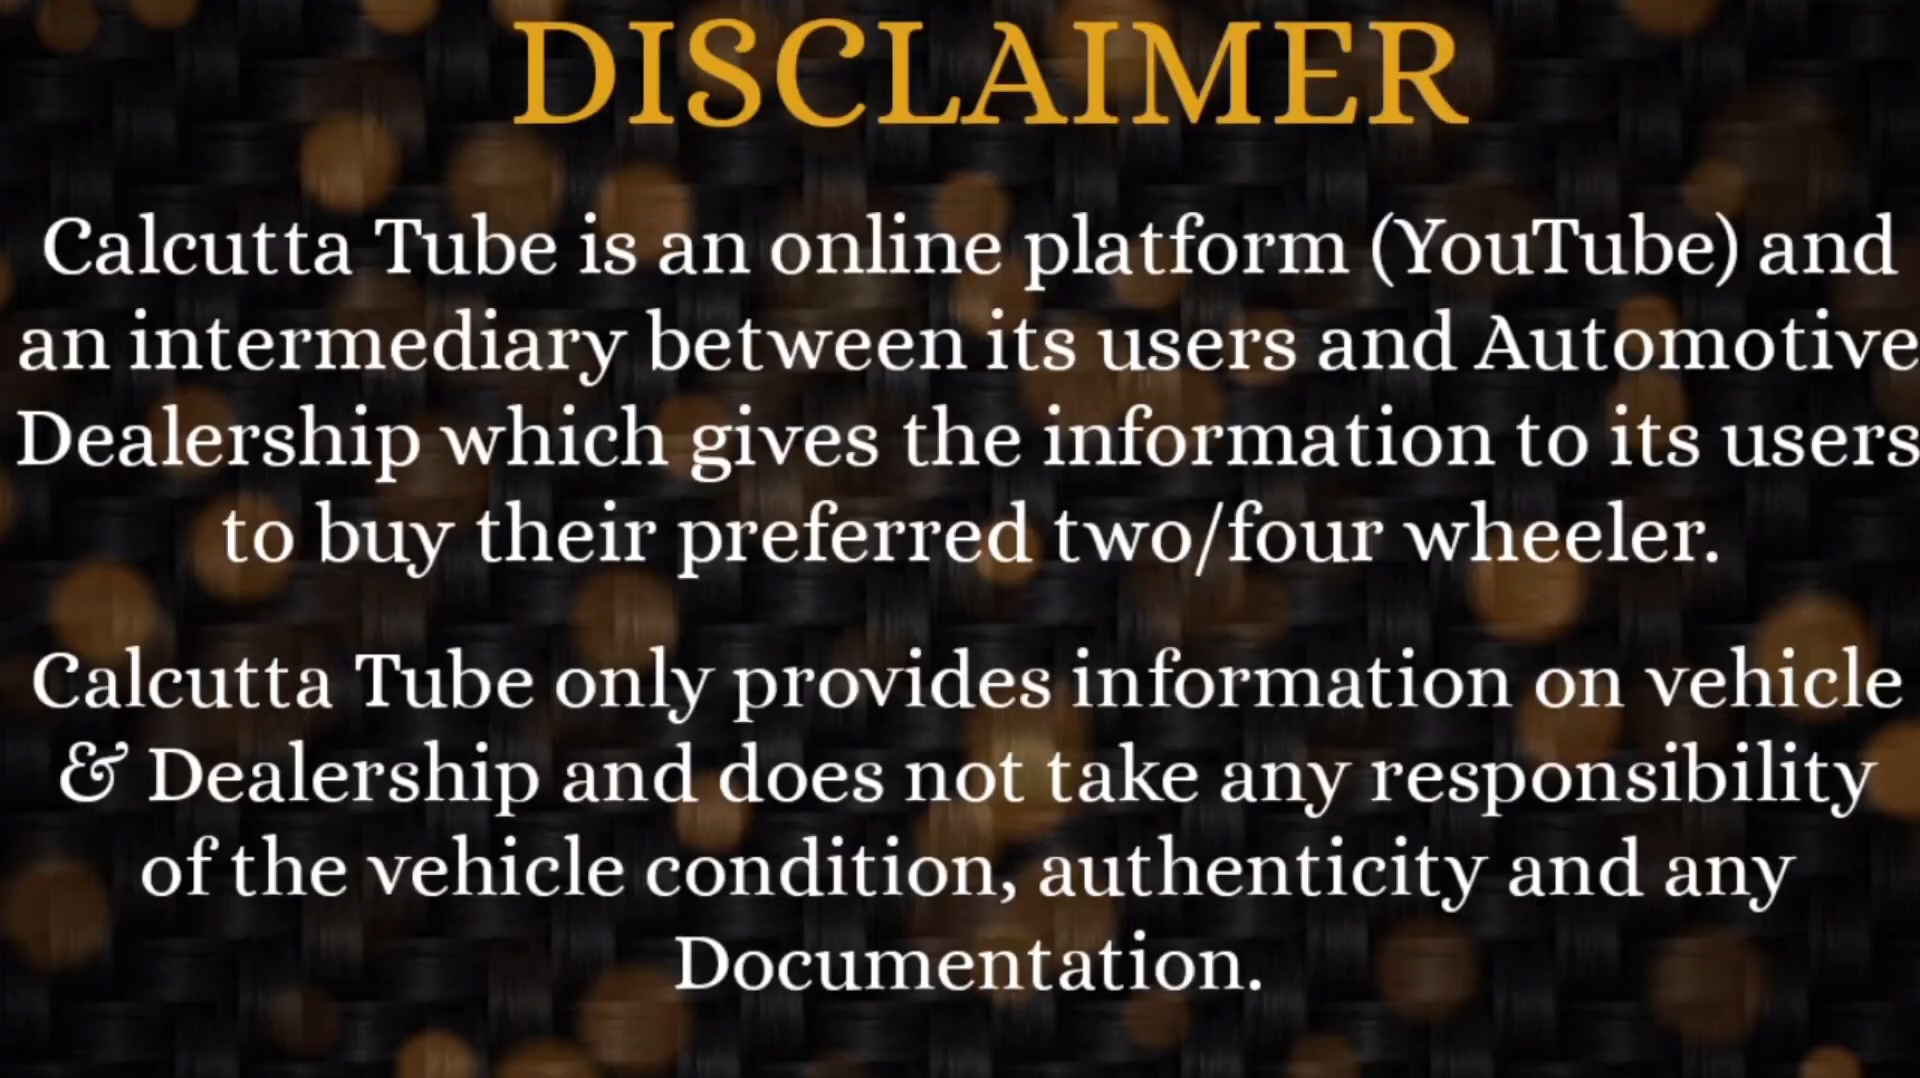 DISCLAIMER
Calcutta Tube is an online platform (YouTube) and
an intermediary between its users and Automotive
Dealership which gives the information to its users
to buy their preferred two/four wheeler.
Calcutta Tube only provides information on vehicle
& Dealership and does not take any responsibility
of the vehicle condition, authenticity and any
Documentation.